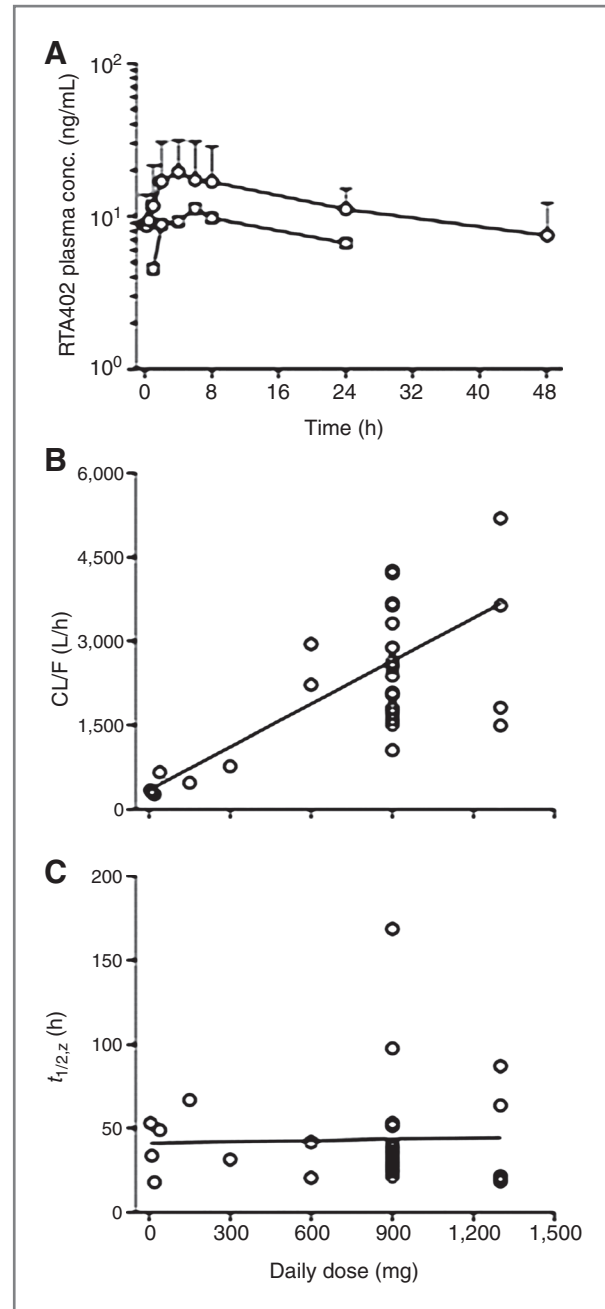 A
10²
10¹
10⁰
RTA402 plasma conc. (ng/mL)
0 8 16 24 32 40 48
Time (h)
B
6,000
4,500
3,000
1,500
0
CL/F (L/h)
C
200
150
100
50
0
t1/2,z (h)
0 300 600 900 1,200 1,500
Daily dose (mg)